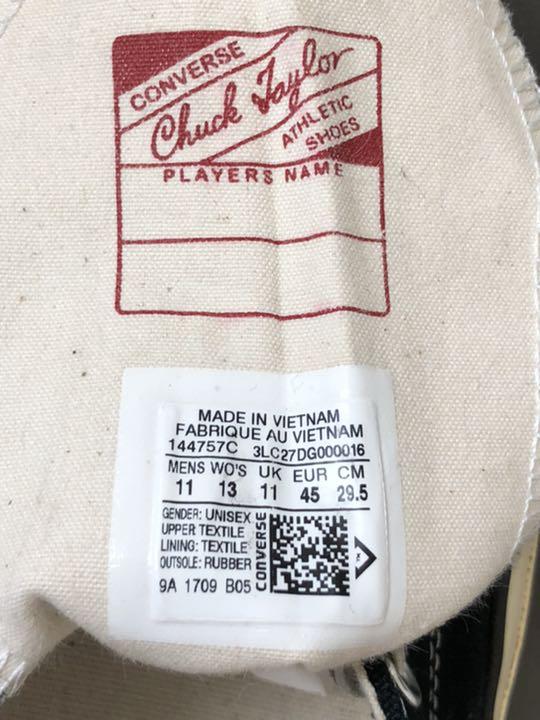 CONVERSE
Chuck Taylor
ATHLETIC
SHOES
PLAYERS NAME
MADE IN VIETNAM
FABRIQUE AU VIETNAM
144757C 3LC27DG000016
MENS WO'S UK EUR CM
11 13 11 45 29.5
GENDER: UNISEX
UPPER TEXTILE
LINING: TEXTILE
OUTSOLE: RUBBER
9A 1709 B05
CONVERSE